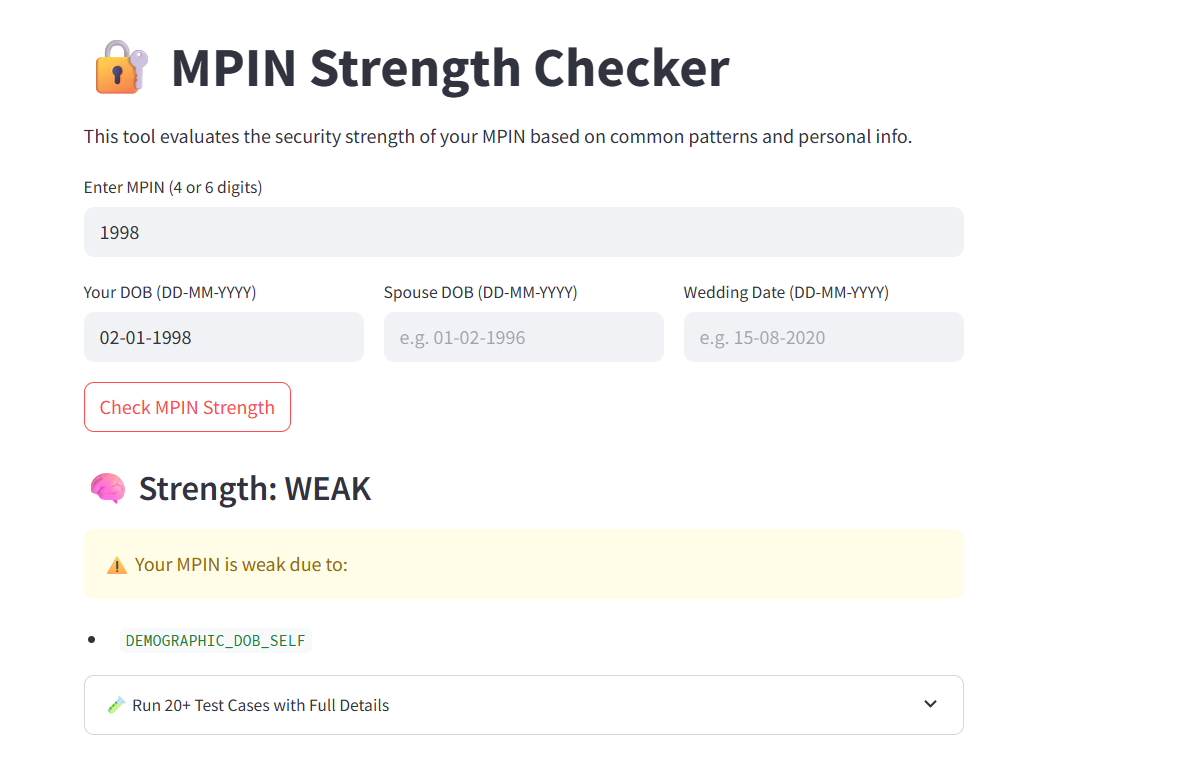 MPIN Strength Checker
This tool evaluates the security strength of your MPIN based on common patterns and personal info.
Enter MPIN (4 or 6 digits)
1998
Your DOB (DD-MM-YYYY) Spouse DOB (DD-MM-YYYY) Wedding Date (DD-MM-YYYY)
02-01-1998 e.g. 01-02-1996 e.g. 15-08-2020
Check MPIN Strength
Strength: WEAK
Your MPIN is weak due to:
DEMOGRAPHIC_DOB_SELF
Run 20+ Test Cases with Full Details